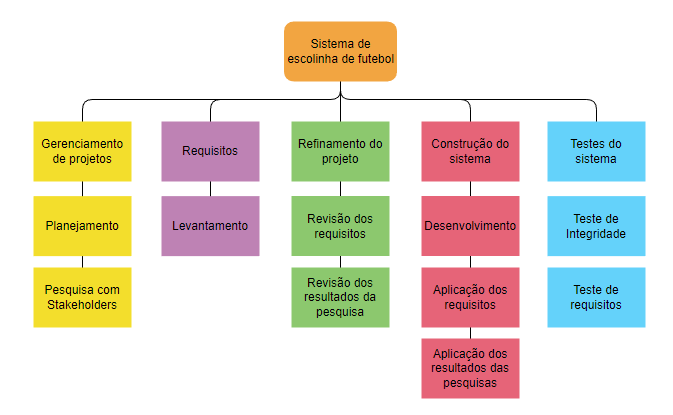 Sistema de
escolinha de futebol
Gerenciamento
de projetos
Requisitos
Refinamento do
projeto
Construção do
sistema
Testes do
sistema
Planejamento
Levantamento
Revisão dos
requisitos
Desenvolvimento
Teste de
Integridade
Pesquisa com
Stakeholders
Revisão dos
resultados da
pesquisa
Aplicação dos
requisitos
Teste de
requisitos
Aplicação dos
resultados das
pesquisas